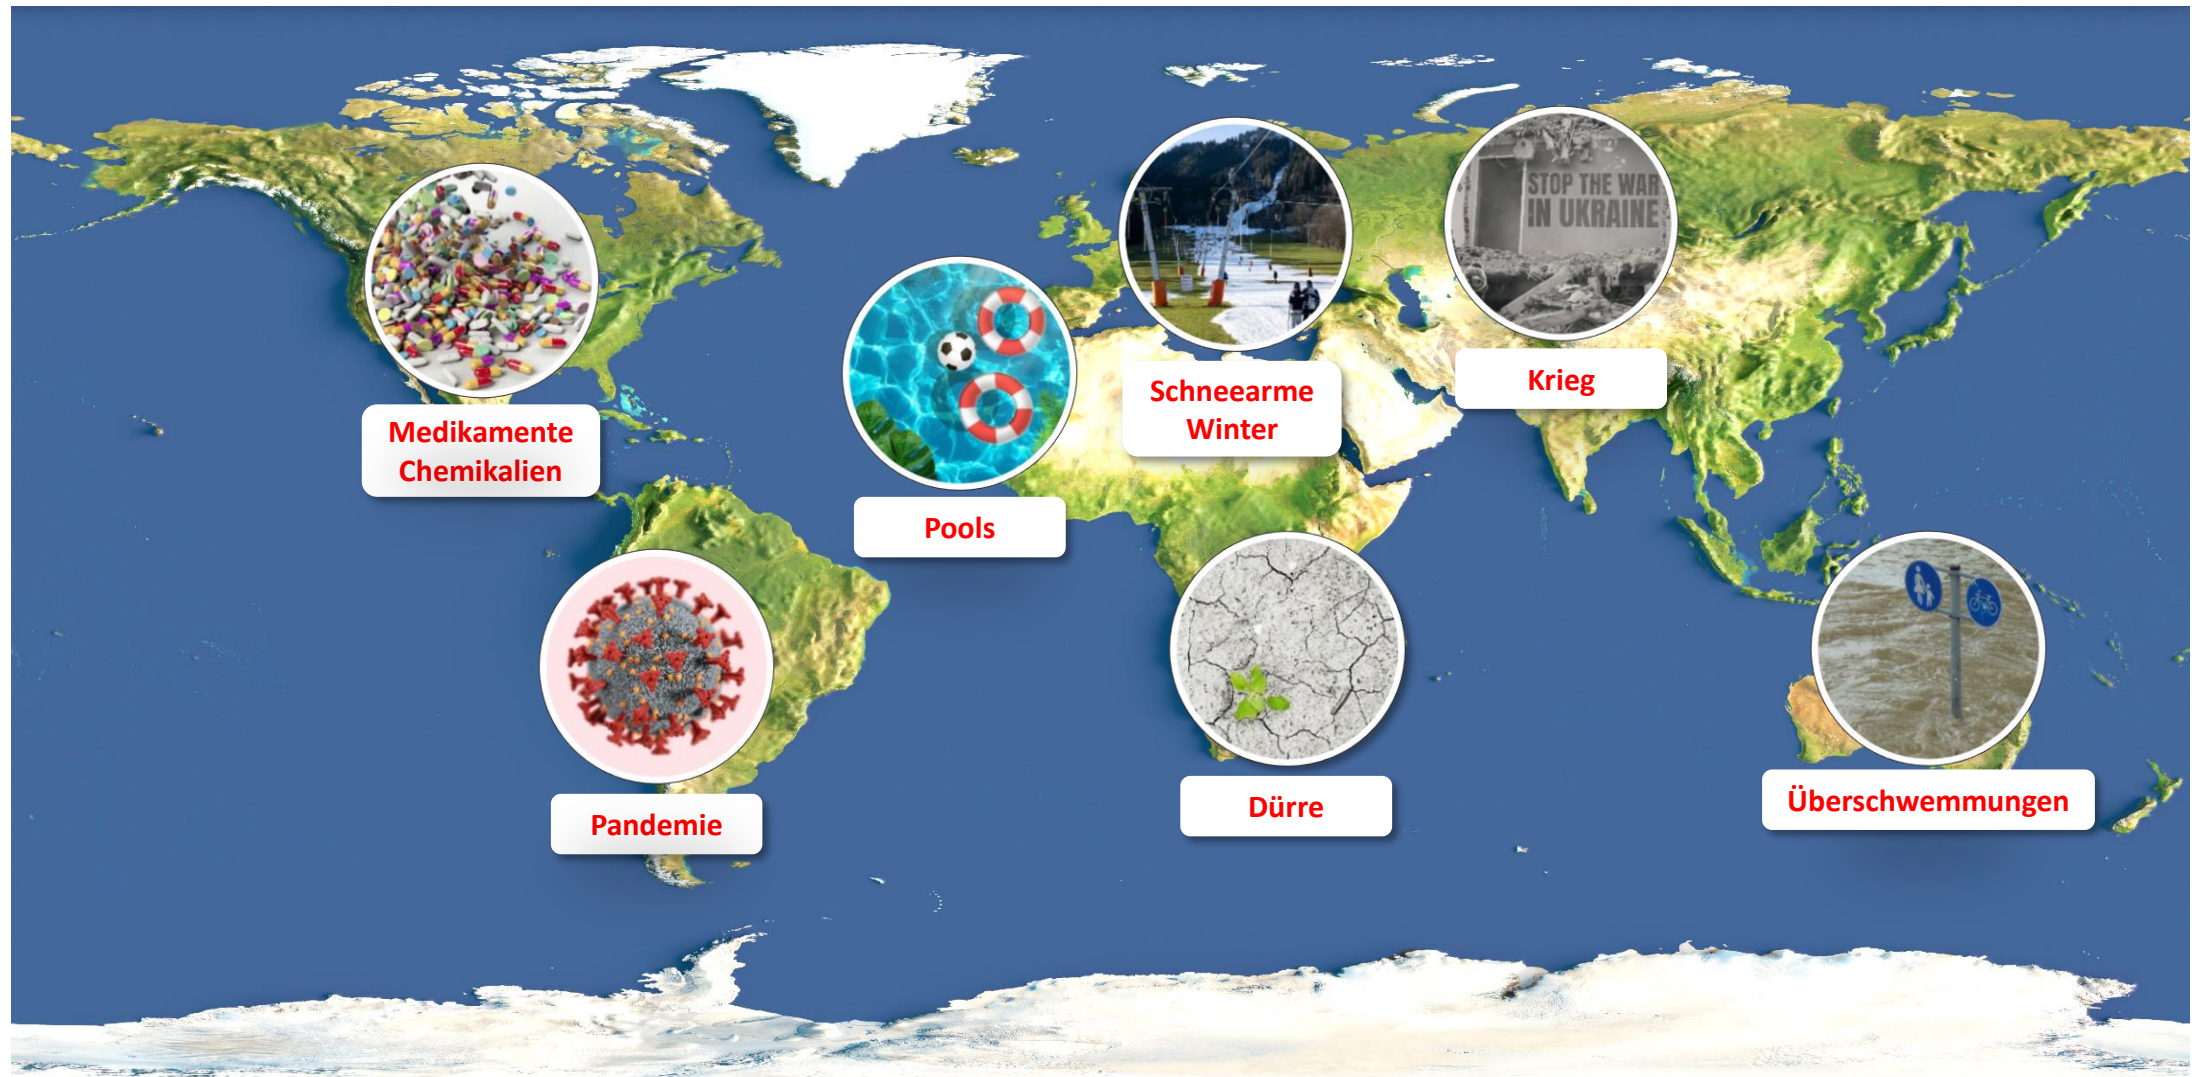 STOP THE WAR
IN UKRAINE
Schneearme
Winter
Krieg
Medikamente
Chemikalien
Pools
Pandemie
Dürre
Überschwemmungen